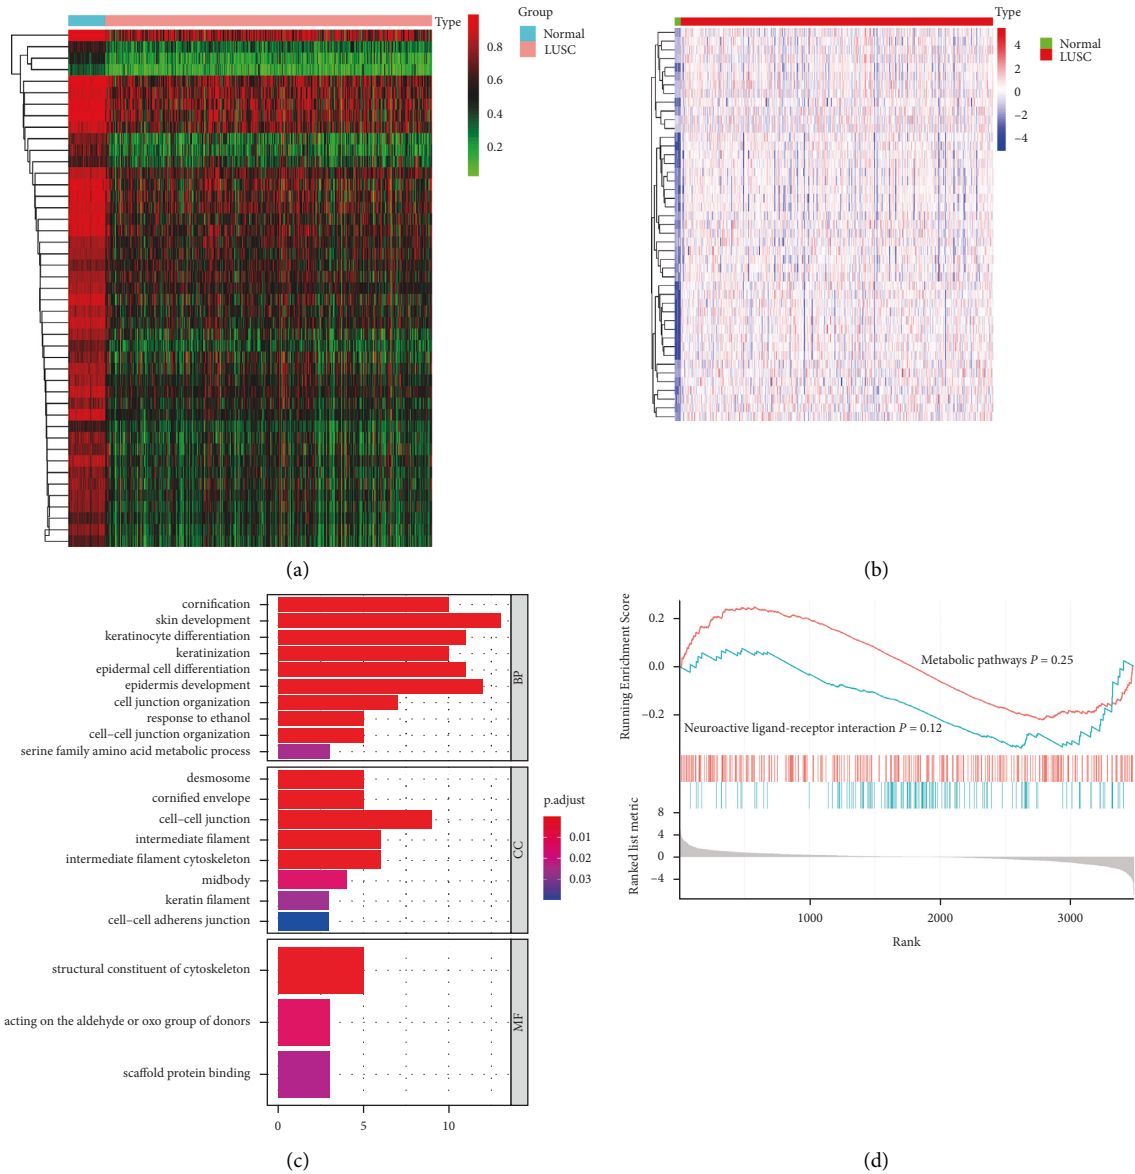 Type
Group
Normal
LUSC
0.8
0.6
0.4
0.2
(a)
Type
Normal
LUSC
4
2
0
−2
−4
(b)
cornification
skin development
keratinocyte differentiation
keratinization
epidermal cell differentiation
epidermis development
cell junction organization
response to ethanol
cell–cell junction organization
serine family amino acid metabolic process
BP
desmosome
cornified envelope
cell–cell junction
intermediate filament
intermediate filament cytoskeleton
midbody
keratin filament
cell–cell adherens junction
CC
structural constituent of cytoskeleton
acting on the aldehyde or oxo group of donors
scaffold protein binding
MF
0 5 10
p.adjust
0.01
0.02
0.03
(c)
Running Enrichment Score
0.2
0.0
−0.2
Metabolic pathways P = 0.25
Neuroactive ligand-receptor interaction P = 0.12
Ranked list metric
8
4
0
−4
1000 2000 3000
Rank
(d)